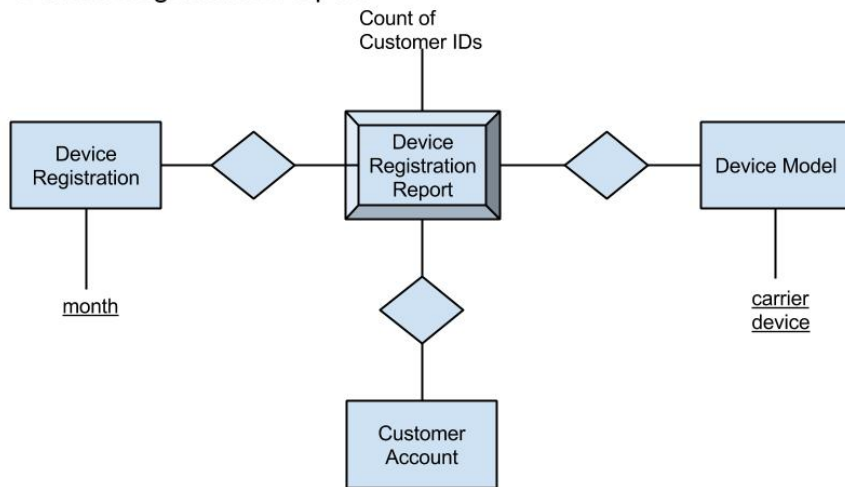 Count of
Customer IDs
Device
Registration
Device
Registration
Report
Device Model
month
carrier
device
Customer
Account